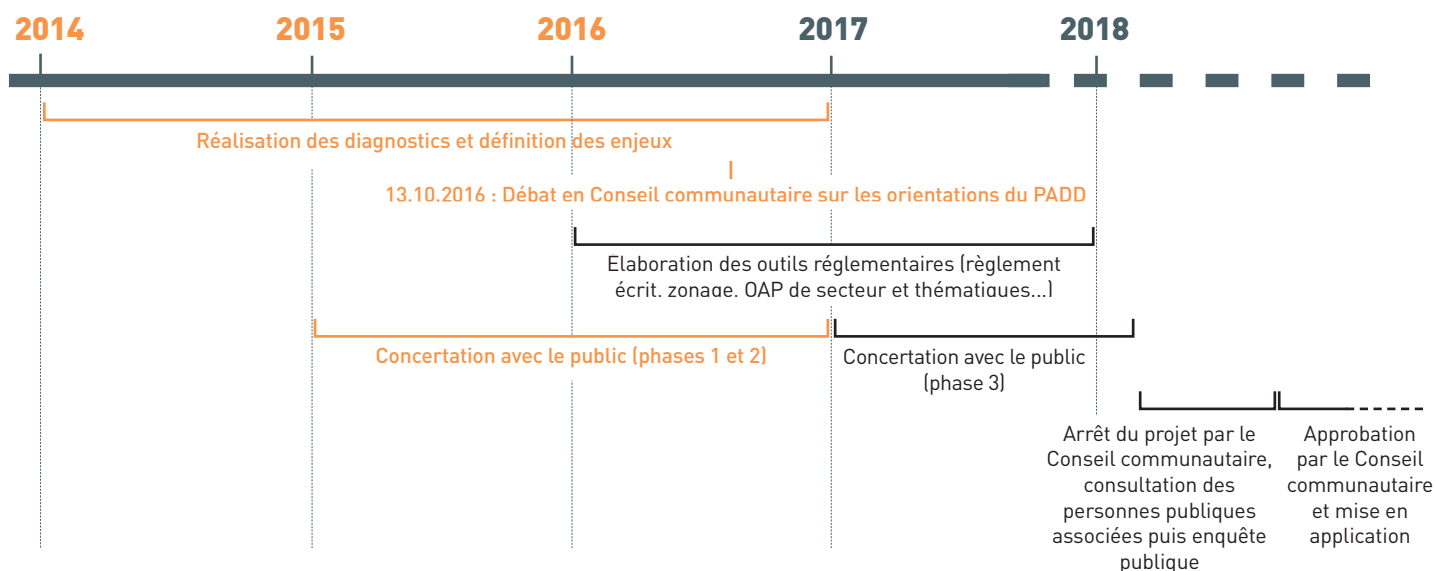 2014 2015 2016 2017 2018
Réalisation des diagnostics et définition des enjeux
13.10.2016 : Débat en Conseil communautaire sur les orientations du PADD
Elaboration des outils réglementaires (règlement
écrit, zonage, OAP de secteur et thématiques...)
Concertation avec le public (phases 1 et 2)
Concertation avec le public
(phase 3)
Arrêt du projet par le
Conseil communautaire,
consultation des
personnes publiques
associées puis enquête
publique
Approbation
par le Conseil
communautaire
et mise en
application